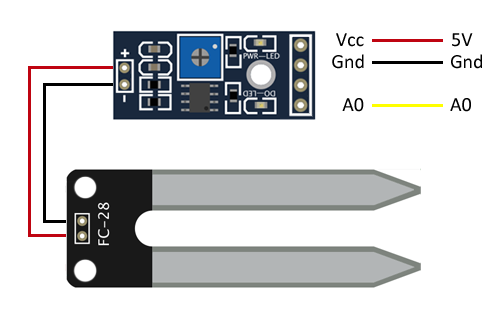 +
-
PWR-LED
DO-LED
Vcc 5V
Gnd Gnd
A0 A0
FC-28